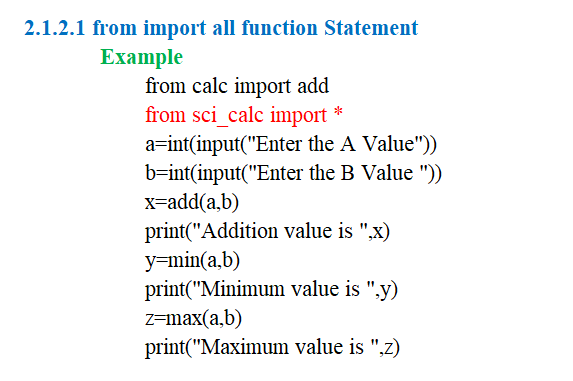 2.1.2.1 from import all function Statement
Example
from calc import add
from sci_calc import *
a=int(input("Enter the A Value"))
b=int(input("Enter the B Value "))
x=add(a,b)
print("Addition value is ",x)
y=min(a,b)
print("Minimum value is ",y)
z=max(a,b)
print("Maximum value is ",z)